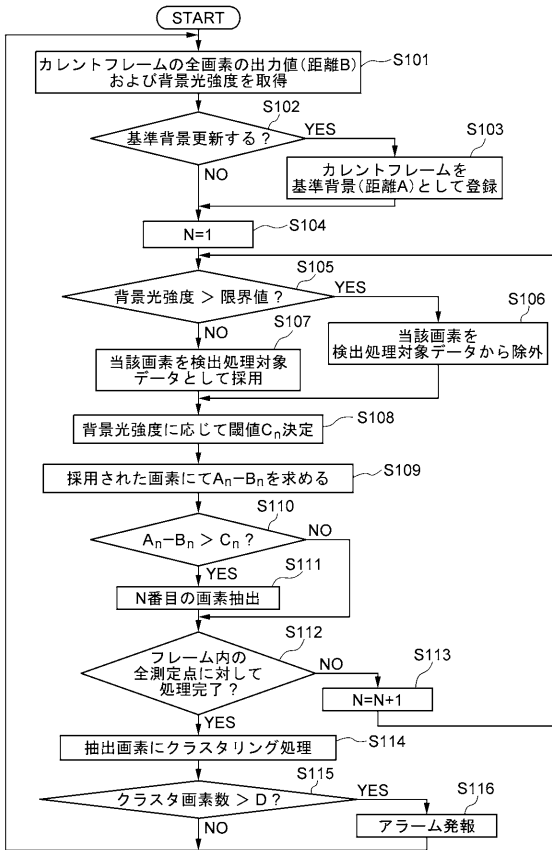 START
カレントフレームの全画素の出力値(距離B)
および背景光強度を取得
S101
S102
基準背景更新する?
YES
S103
カレントフレームを
基準背景(距離A)として登録
NO
N=1
S104
S105
背景光強度 > 限界値?
YES
S106
当該画素を
検出処理対象データから除外
NO
S107
当該画素を検出処理対象
データとして採用
S108
背景光強度に応じて閾値Cn決定
S109
採用された画素にてAn−Bnを求める
S110
An−Bn > Cn?
NO
YES
S111
N番目の画素抽出
S112
フレーム内の
全測定点に対して
処理完了?
NO
S113
N=N+1
YES
抽出画素にクラスタリング処理
S114
S115
クラスタ画素数 > D?
YES
S116
アラーム発報
NO